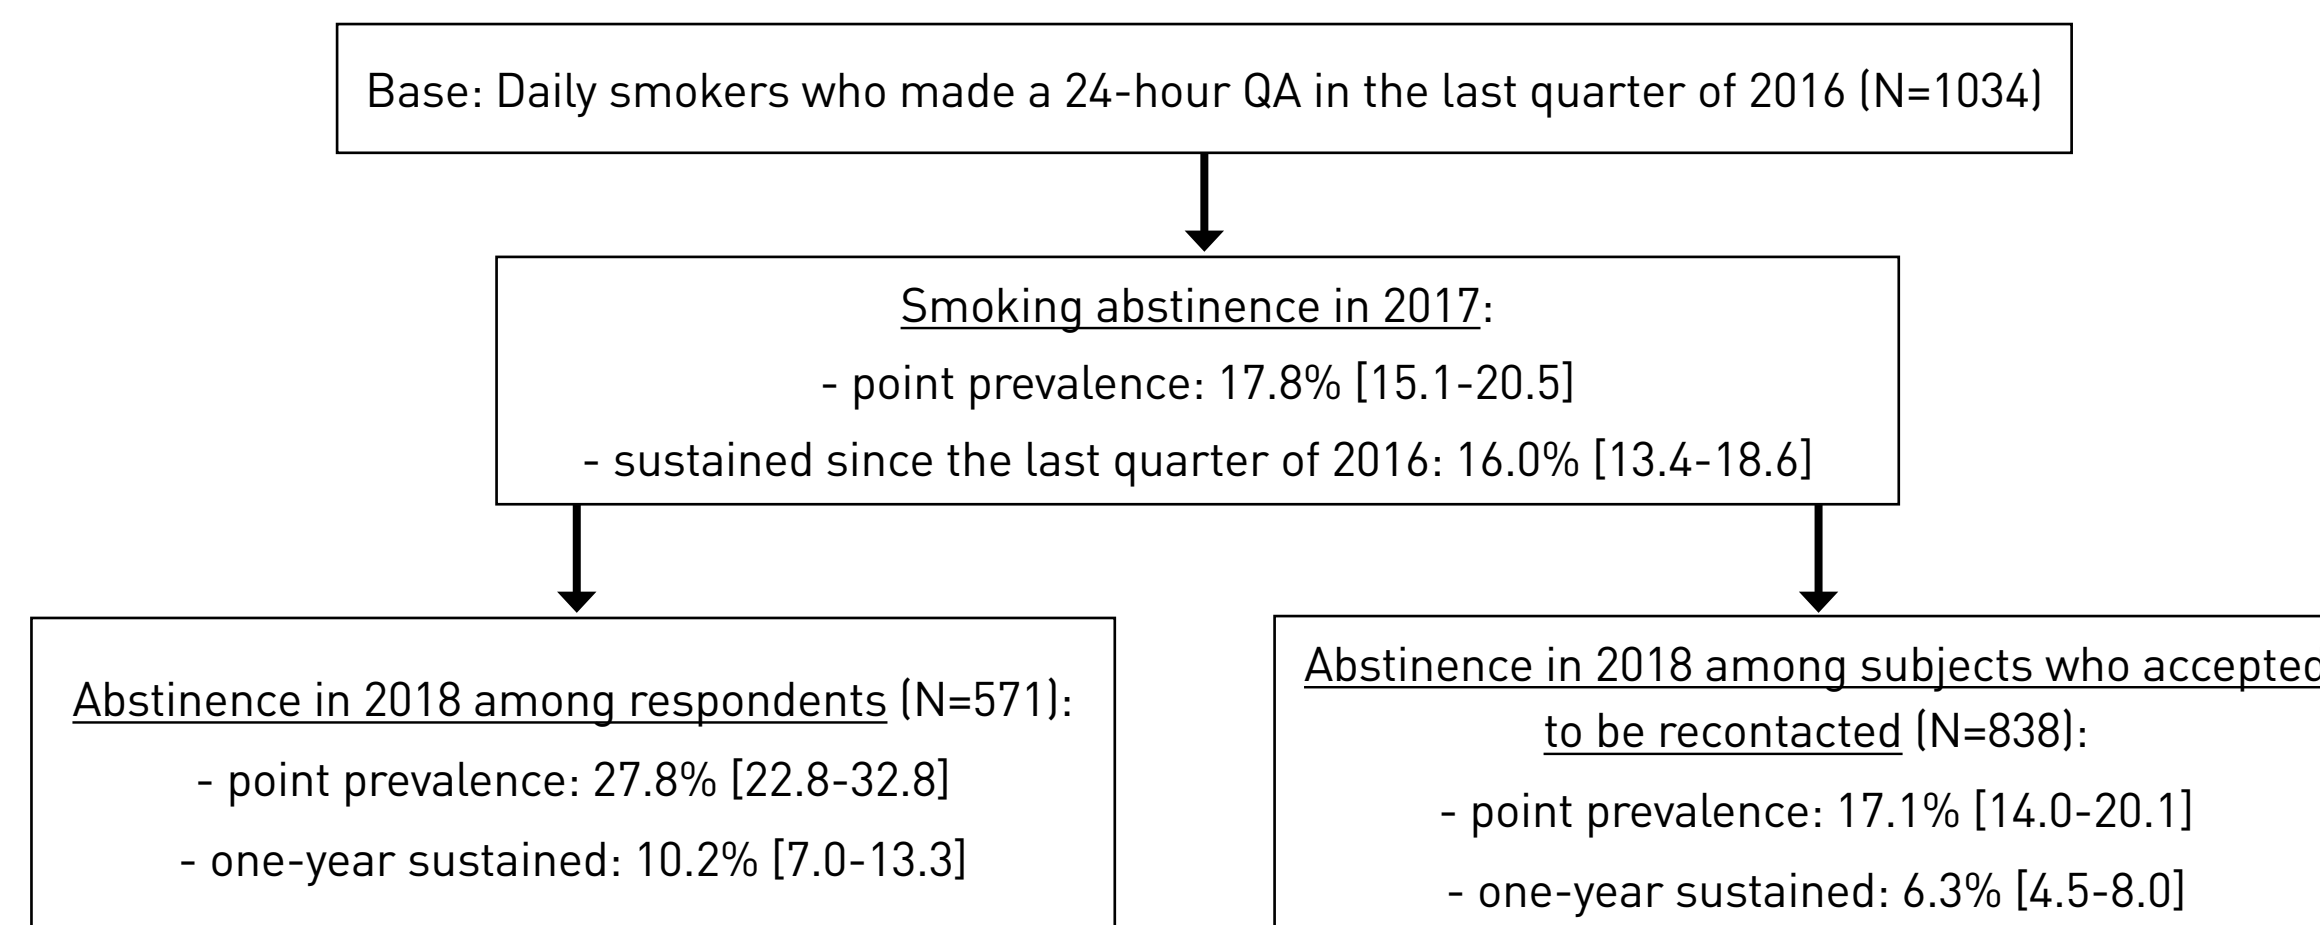 Base: Daily smokers who made a 24-hour QA in the last quarter of 2016 (N=1034)
Smoking abstinence in 2017:
- point prevalence: 17.8% [15.1-20.5]
- sustained since the last quarter of 2016: 16.0% [13.4-18.6]
Abstinence in 2018 among respondents (N=571):
- point prevalence: 27.8% [22.8-32.8]
- one-year sustained: 10.2% [7.0-13.3]
Abstinence in 2018 among subjects who accepted
to be recontacted (N=838):
- point prevalence: 17.1% [14.0-20.1]
- one-year sustained: 6.3% [4.5-8.0]